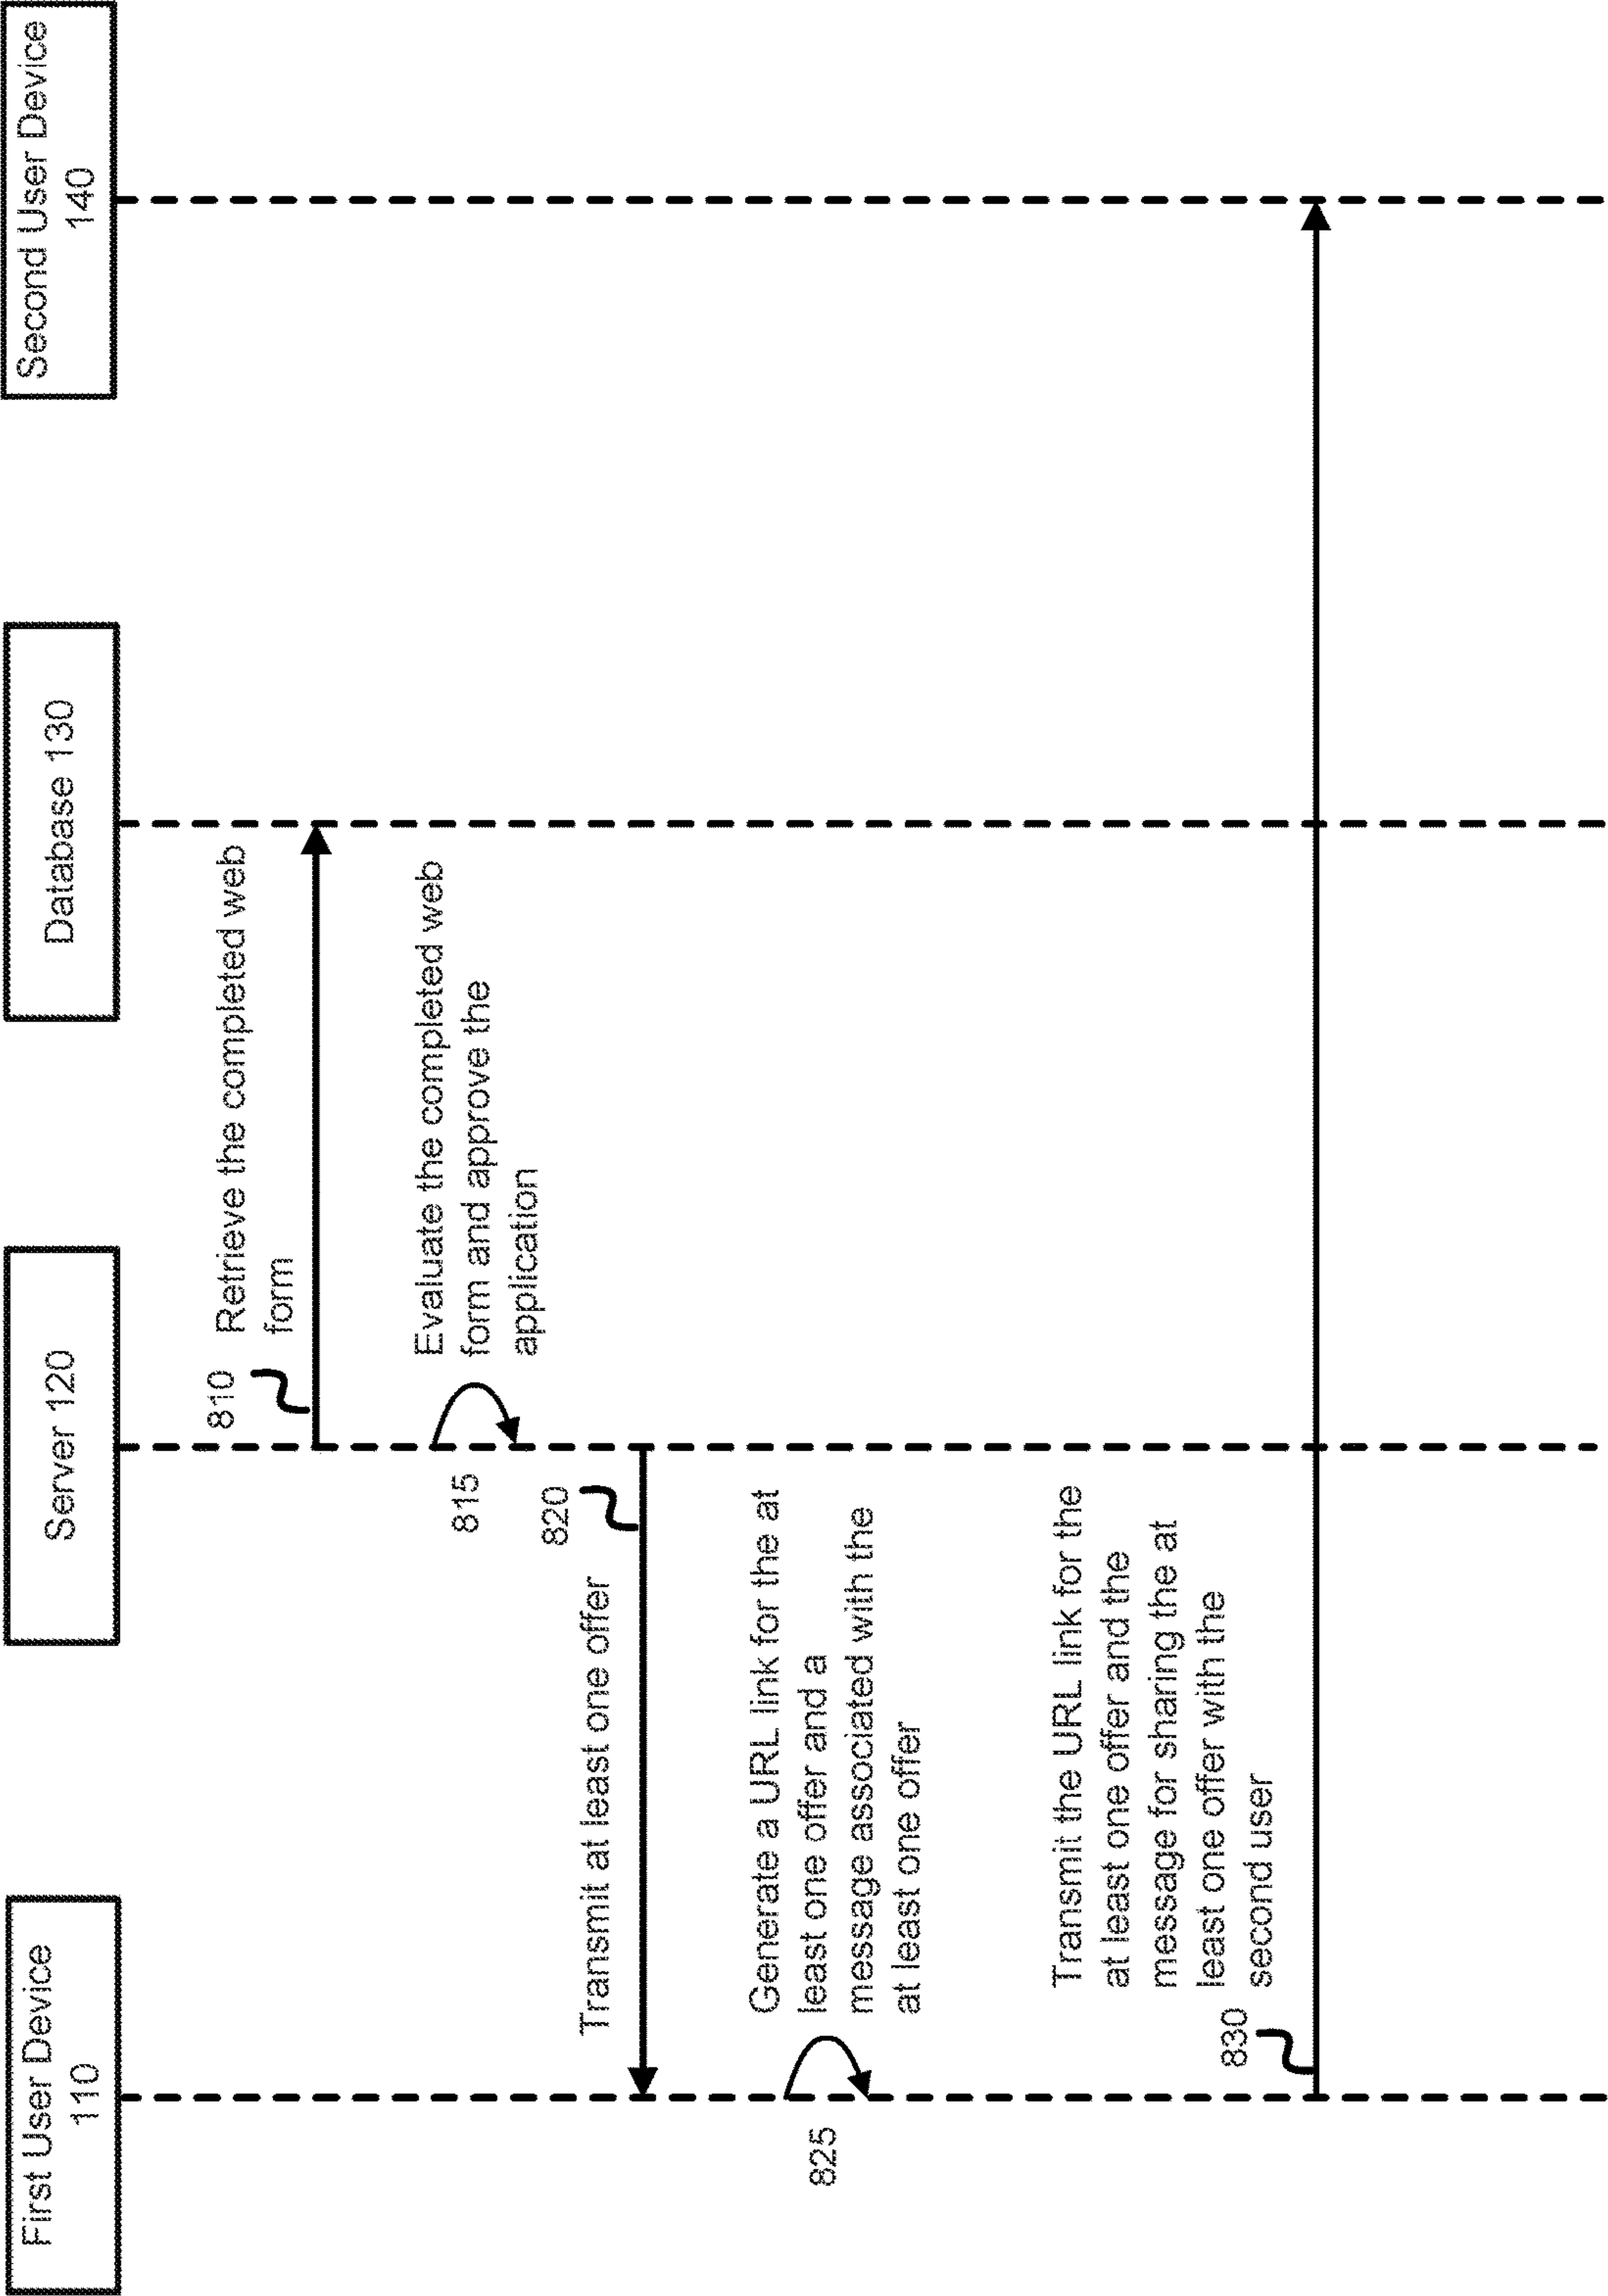 First User Device
110
Server 120
Database 130
Second User Device
140
810
Retrieve the completed web
form
815
Evaluate the completed web
form and approve the
application
820
Transmit at least one offer
825
Generate a URL link for the at
least one offer and a
message associated with the
at least one offer
830
Transmit the URL link for the
at least one offer and the
message for sharing the at
least one offer with the
second user